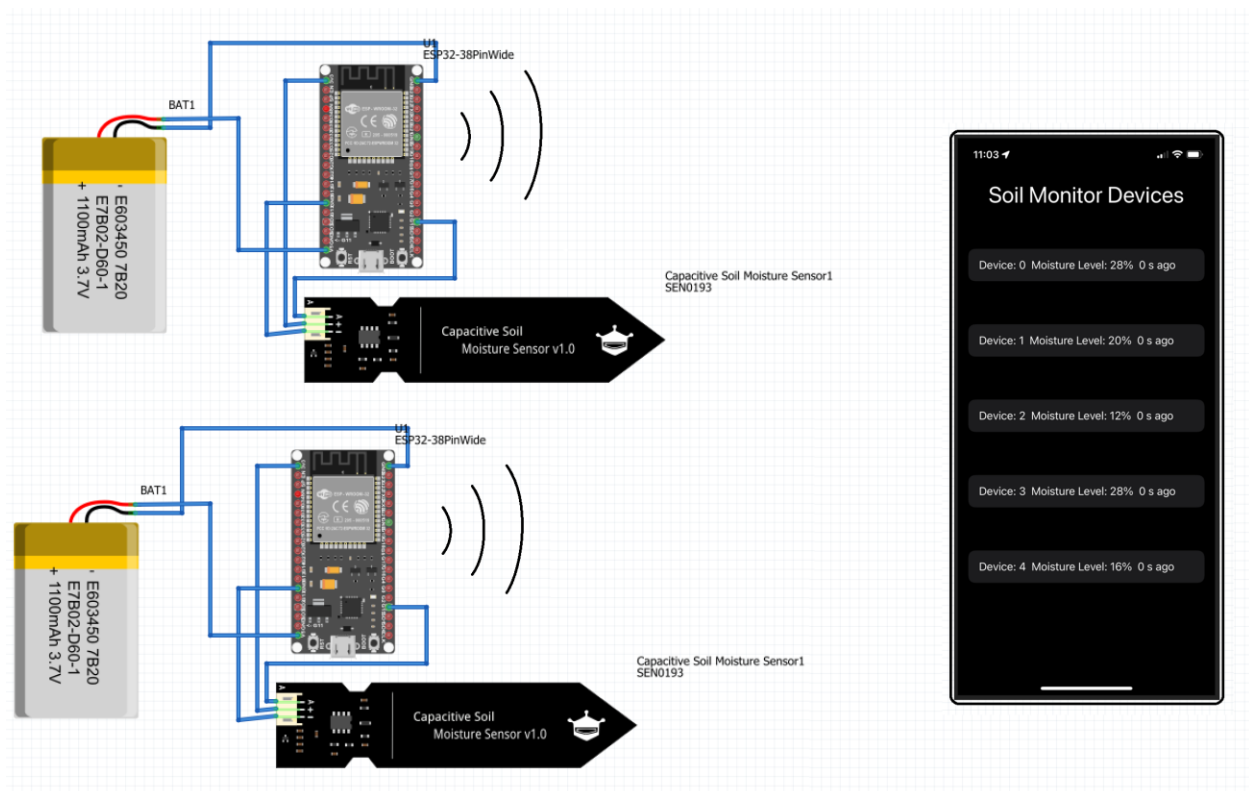 U1
ESP32-38PinWide
BAT1
- E603450 7B20
E7B02-D60-1
+ 1100mAh 3.7V
Capacitive Soil Moisture Sensor1
SEN0193
A
A
+
-
Capacitive Soil
Moisture Sensor v1.0
U1
ESP32-38PinWide
BAT1
- E603450 7B20
E7B02-D60-1
+ 1100mAh 3.7V
Capacitive Soil Moisture Sensor1
SEN0193
A
A
+
-
Capacitive Soil
Moisture Sensor v1.0
11:03
Soil Monitor Devices
Device: 0 Moisture Level: 28% 0 s ago
Device: 1 Moisture Level: 20% 0 s ago
Device: 2 Moisture Level: 12% 0 s ago
Device: 3 Moisture Level: 28% 0 s ago
Device: 4 Moisture Level: 16% 0 s ago